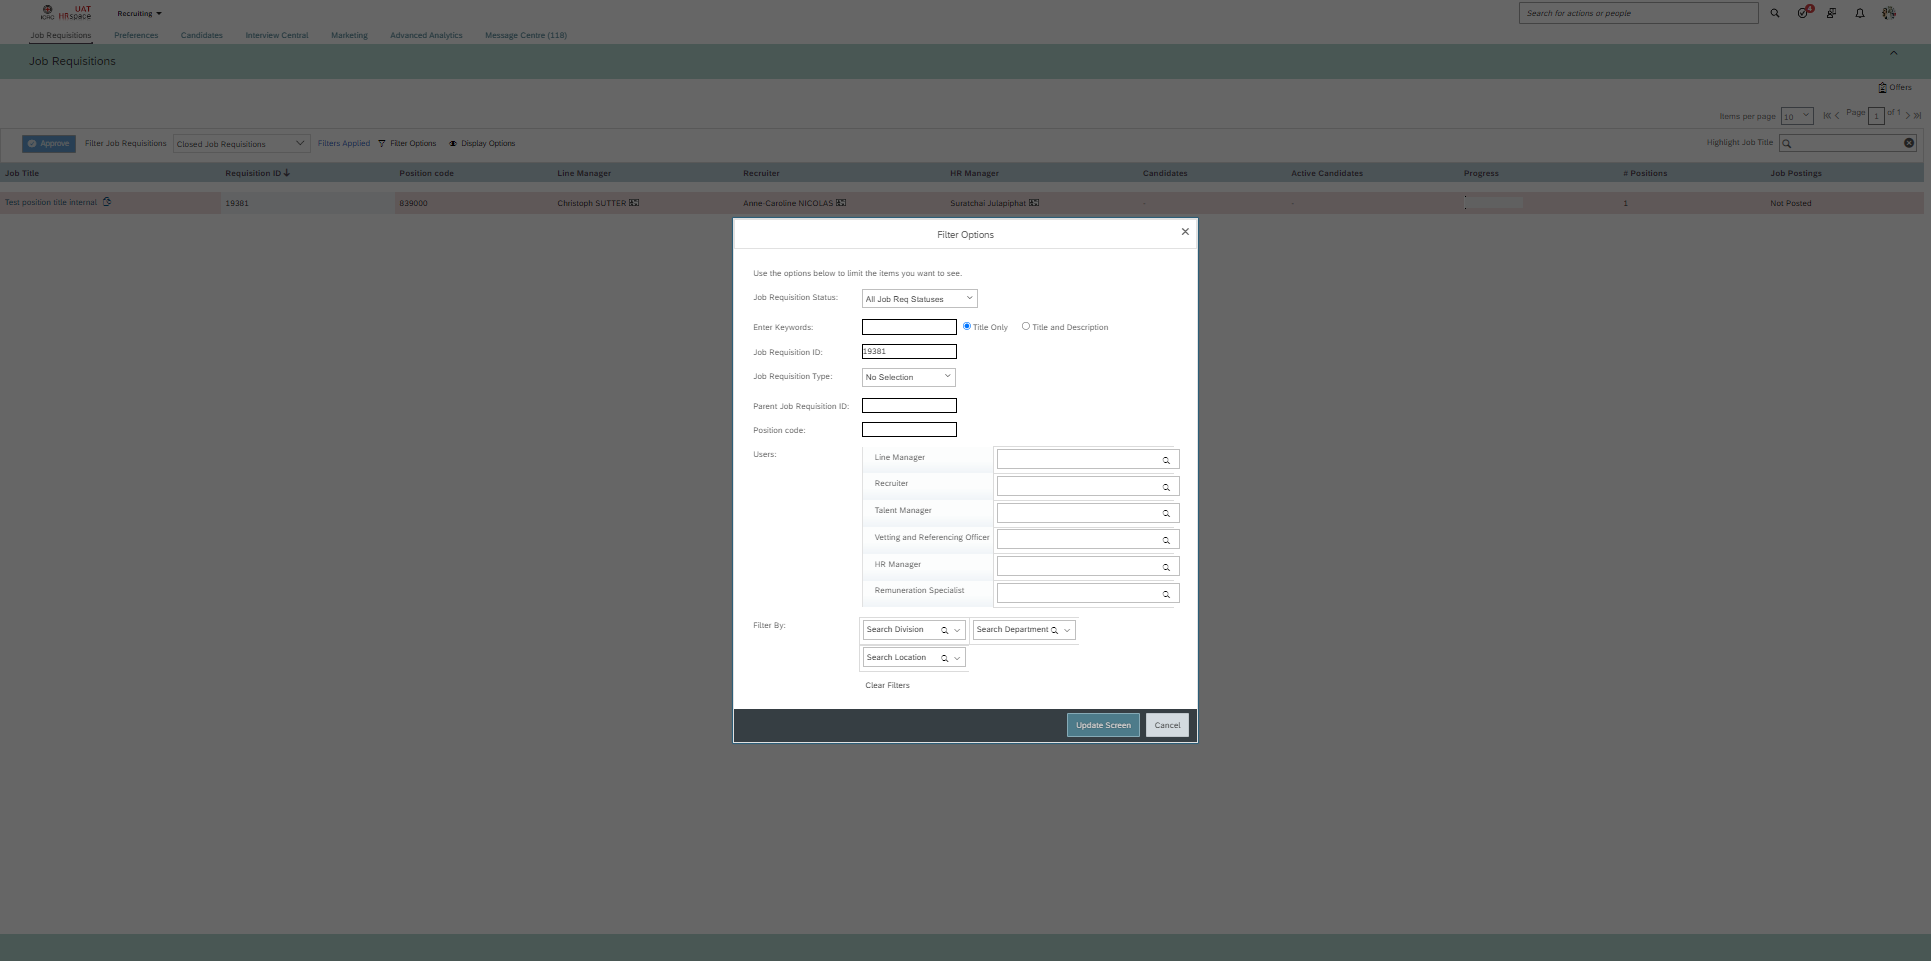 UAT
ICRC HRspace
Recruiting
Search for actions or people
4
Job Requisitions Preferences Candidates Interview Central Marketing Advanced Analytics Message Centre (118)
Job Requisitions
Offers
Items per page 10 Page 1 of 1
Approve Filter Job Requisitions Closed Job Requisitions Filters Applied Filter Options Display Options Highlight Job Title
Job Title Requisition ID Position code Line Manager Recruiter HR Manager Candidates Active Candidates Progress # Positions Job Postings
Test position title internal 19381 839000 Christoph SUTTER Anne Caroline NICOLAS Suratchai Julapiphat - - 1 Not Posted
Filter Options
Use the options below to limit the items you want to see.
Job Requisition Status: All Job Req Statuses
Enter Keywords: Title Only Title and Description
Job Requisition ID: 19381
Job Requisition Type: No Selection
Parent Job Requisition ID:
Position code:
Users: Line Manager
Recruiter
Talent Manager
Vetting and Referencing Officer
HR Manager
Remuneration Specialist
Filter By: Search Division Search Department
Search Location
Clear Filters
Update Screen Cancel